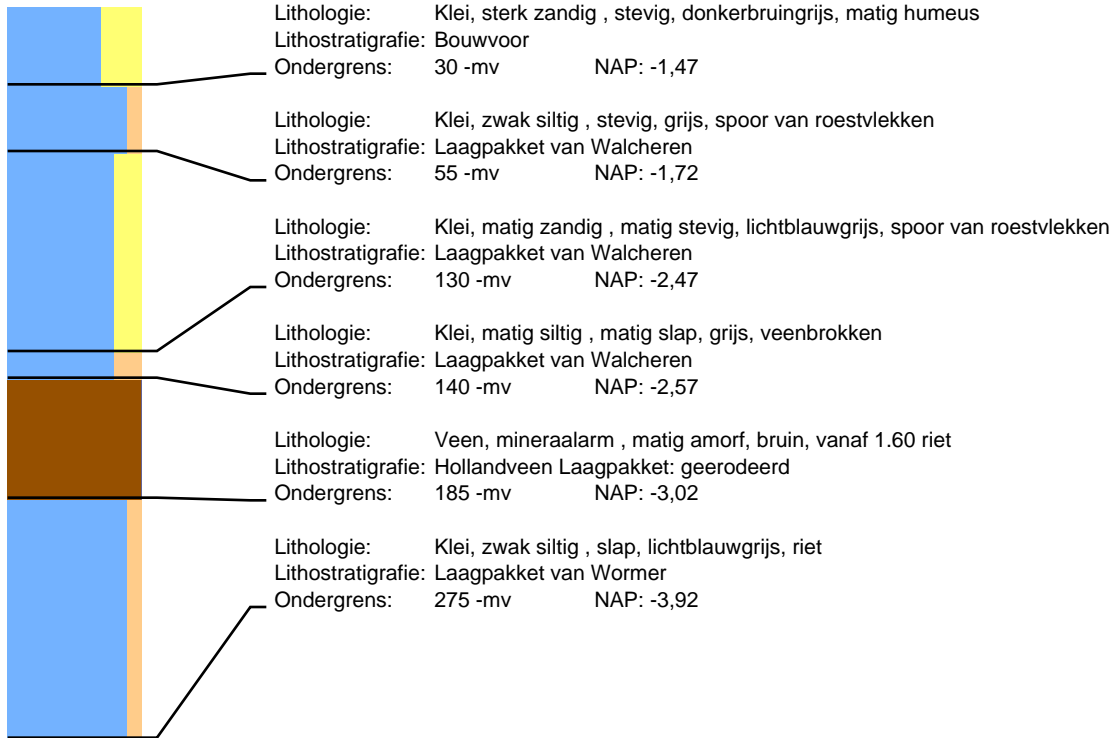 Lithologie: Klei, sterk zandig , stevig, donkerbruingrijs, matig humeus
Lithostratigrafie: Bouwvoor
Ondergrens: 30 -mv NAP: -1,47
Lithologie: Klei, zwak siltig , stevig, grijs, spoor van roestvlekken
Lithostratigrafie: Laagpakket van Walcheren
Ondergrens: 55 -mv NAP: -1,72
Lithologie: Klei, matig zandig , matig stevig, lichtblauwgrijs, spoor van roestvlekken
Lithostratigrafie: Laagpakket van Walcheren
Ondergrens: 130 -mv NAP: -2,47
Lithologie: Klei, matig siltig , matig slap, grijs, veenbrokken
Lithostratigrafie: Laagpakket van Walcheren
Ondergrens: 140 -mv NAP: -2,57
Lithologie: Veen, mineraalarm , matig amorf, bruin, vanaf 1.60 riet
Lithostratigrafie: Hollandveen Laagpakket: geerodeerd
Ondergrens: 185 -mv NAP: -3,02
Lithologie: Klei, zwak siltig , slap, lichtblauwgrijs, riet
Lithostratigrafie: Laagpakket van Wormer
Ondergrens: 275 -mv NAP: -3,92